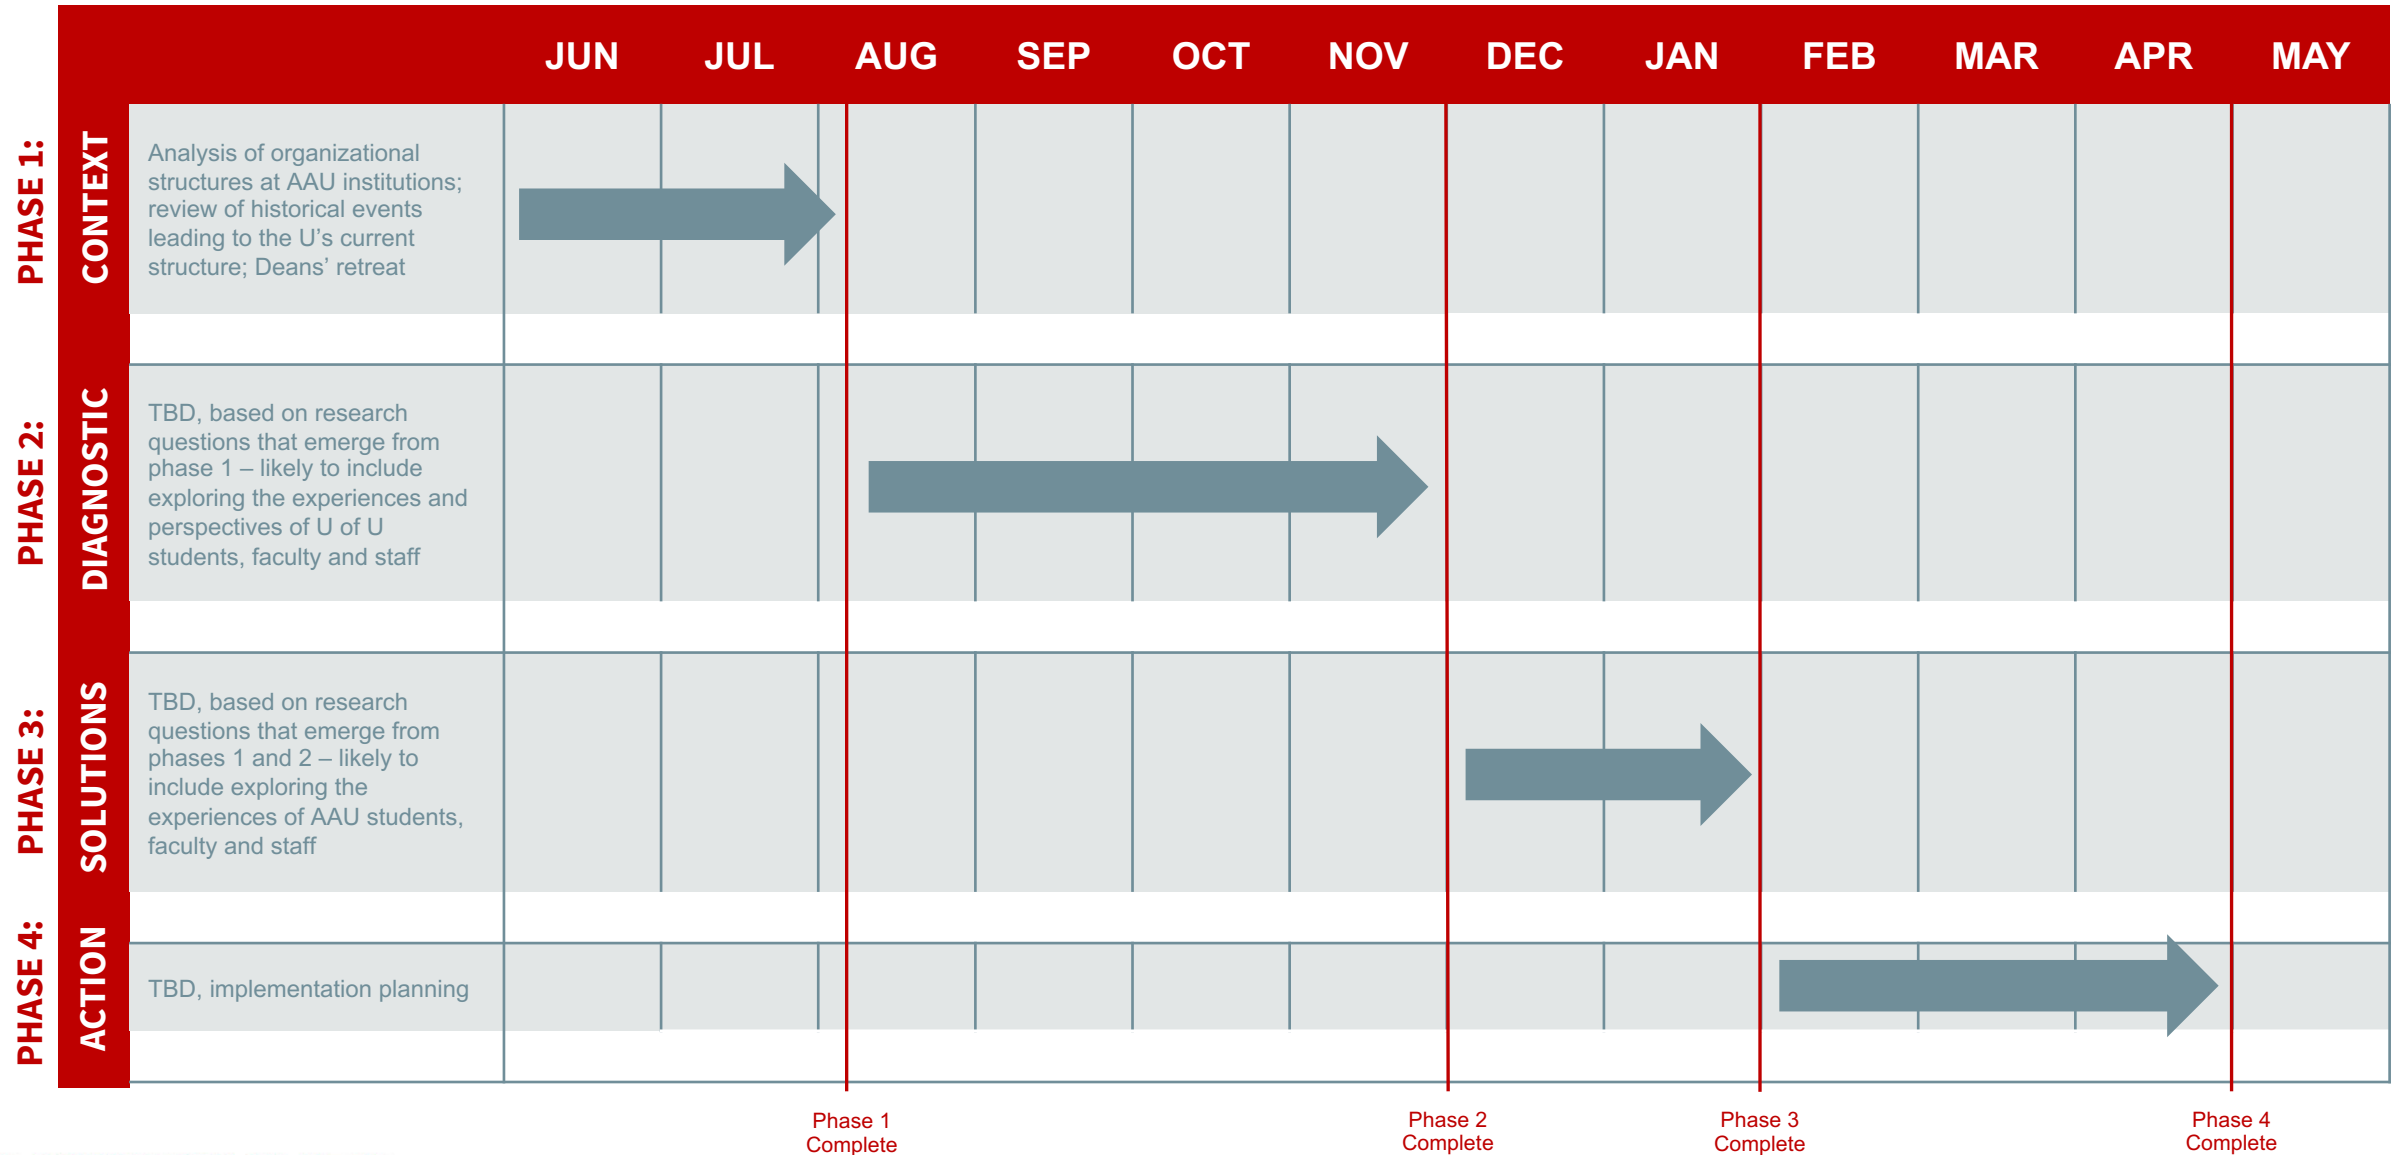 JUN JUL AUG SEP OCT NOV DEC JAN FEB MAR APR MAY
PHASE 1:
CONTEXT
Analysis of organizational
structures at AAU institutions;
review of historical events
leading to the U’s current
structure; Deans’ retreat
PHASE 2:
DIAGNOSTIC
TBD, based on research
questions that emerge from
phase 1 – likely to include
exploring the experiences and
perspectives of U of U
students, faculty and staff
PHASE 3:
SOLUTIONS
TBD, based on research
questions that emerge from
phases 1 and 2 – likely to
include exploring the
experiences of AAU students,
faculty and staff
PHASE 4:
ACTION
TBD, implementation planning
Phase 1
Complete
Phase 2
Complete
Phase 3
Complete
Phase 4
Complete